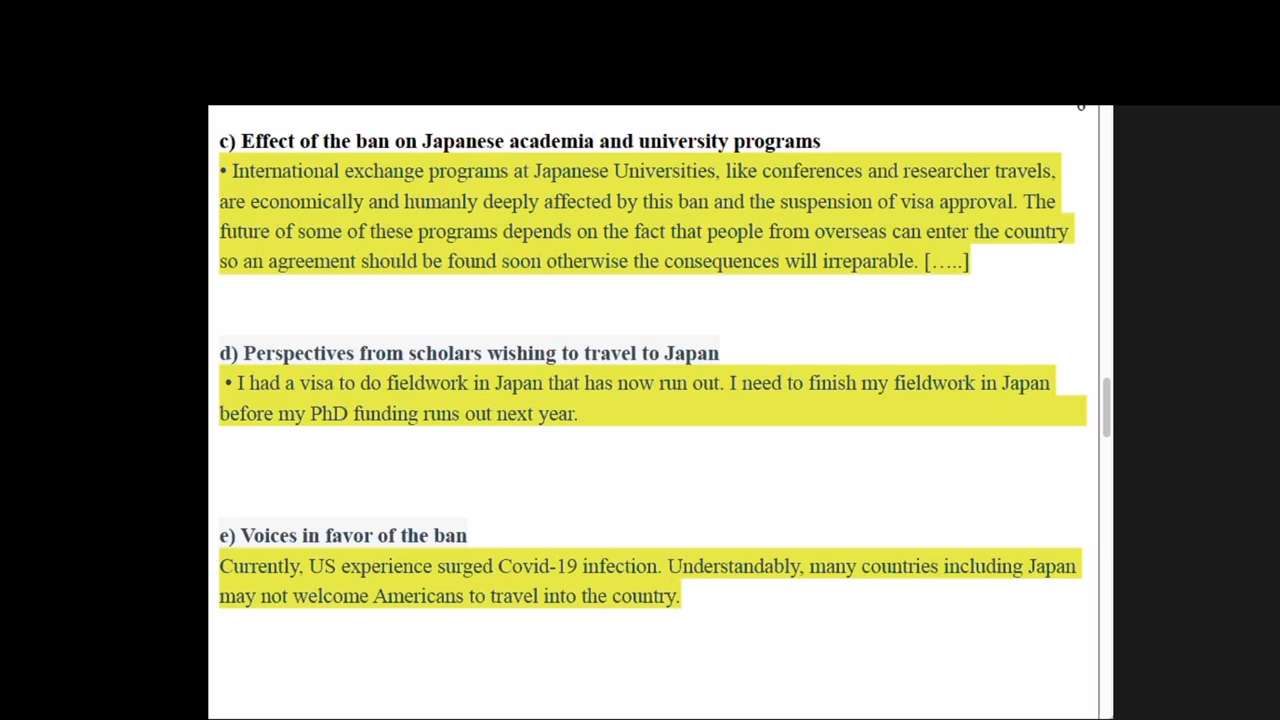 c) Effect of the ban on Japanese academia and university programs
• International exchange programs at Japanese Universities, like conferences and researcher travels,
are economically and humanly deeply affected by this ban and the suspension of visa approval. The
future of some of these programs depends on the fact that people from overseas can enter the country
so an agreement should be found soon otherwise the consequences will irreparable. […..]
d) Perspectives from scholars wishing to travel to Japan
• I had a visa to do fieldwork in Japan that has now run out. I need to finish my fieldwork in Japan
before my PhD funding runs out next year.
e) Voices in favor of the ban
Currently, US experience surged Covid-19 infection. Understandably, many countries including Japan
may not welcome Americans to travel into the country.